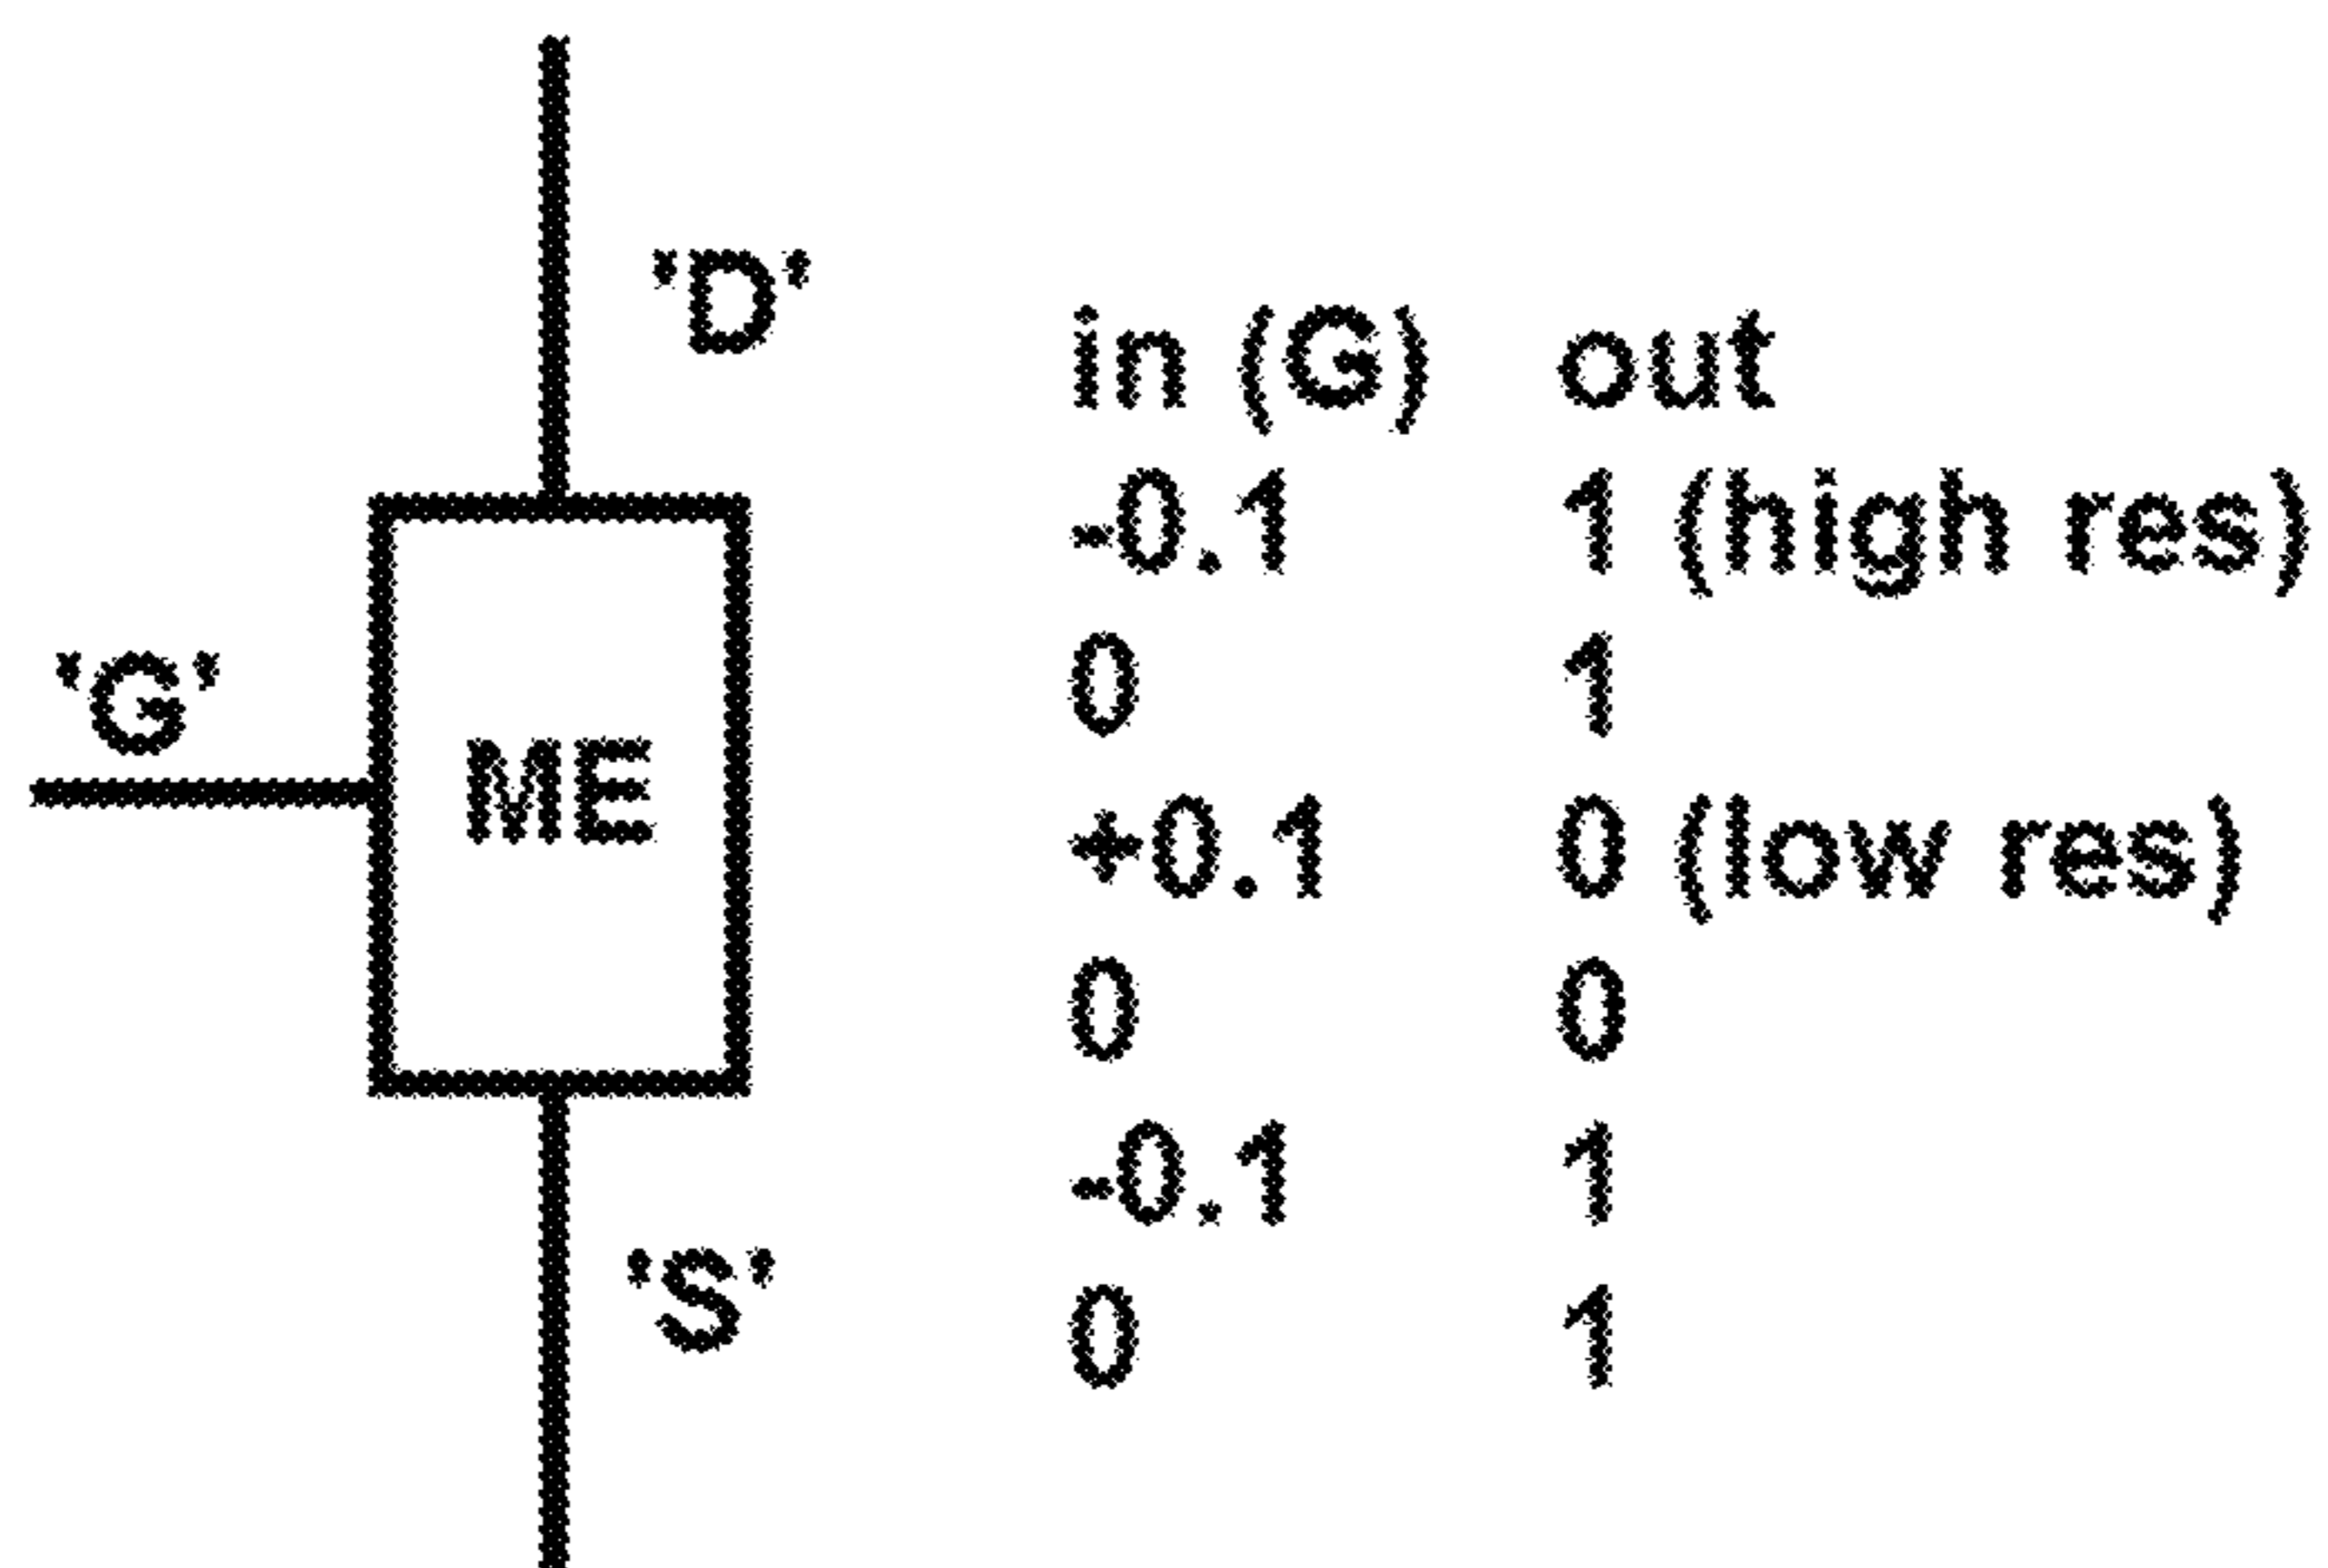 'D'
in (G) out
-0.1 1 (high res)
0 1
'G'
ME
+0.1 0 (low res)
0 0
-0.1 1
'S'
0 1